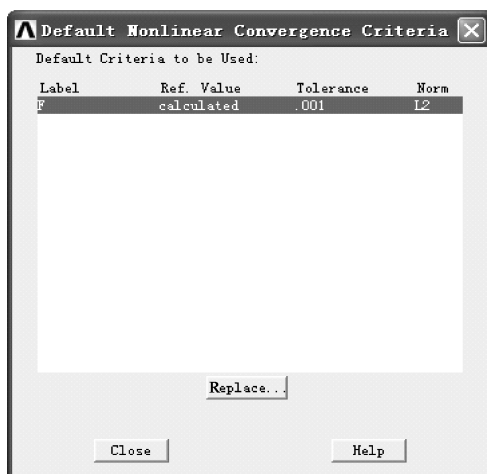 Default Nonlinear Convergence Criteria
Default Criteria to be Used:
Label Ref. Value Tolerance Norm
F calculated .001 L2
Replace...
Close Help